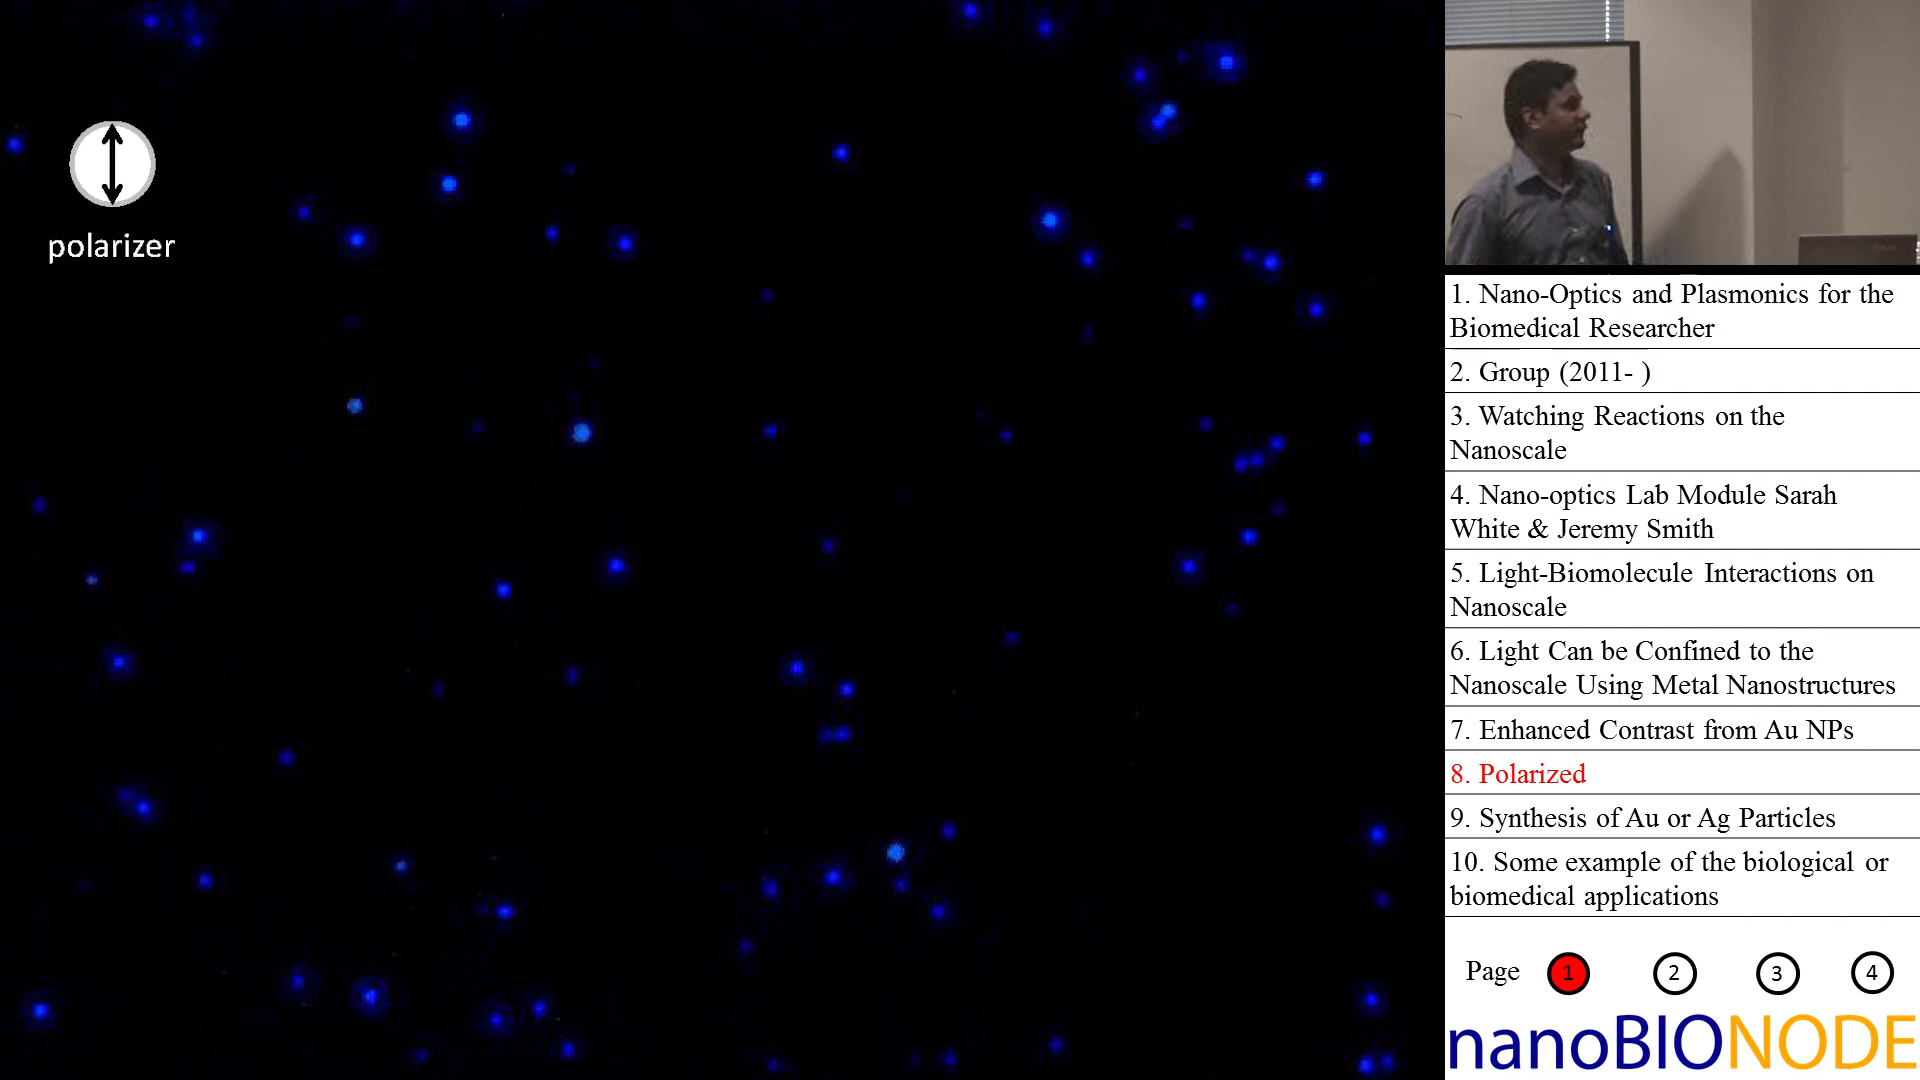 polarizer
1. Nano-Optics and Plasmonics for the
Biomedical Researcher
2. Group (2011- )
3. Watching Reactions on the
Nanoscale
4. Nano-optics Lab Module Sarah
White & Jeremy Smith
5. Light-Biomolecule Interactions on
Nanoscale
6. Light Can be Confined to the
Nanoscale Using Metal Nanostructures
7. Enhanced Contrast from Au NPs
8. Polarized
9. Synthesis of Au or Ag Particles
10. Some example of the biological or
biomedical applications
Page 1 2 3 4
nanoBIONODE